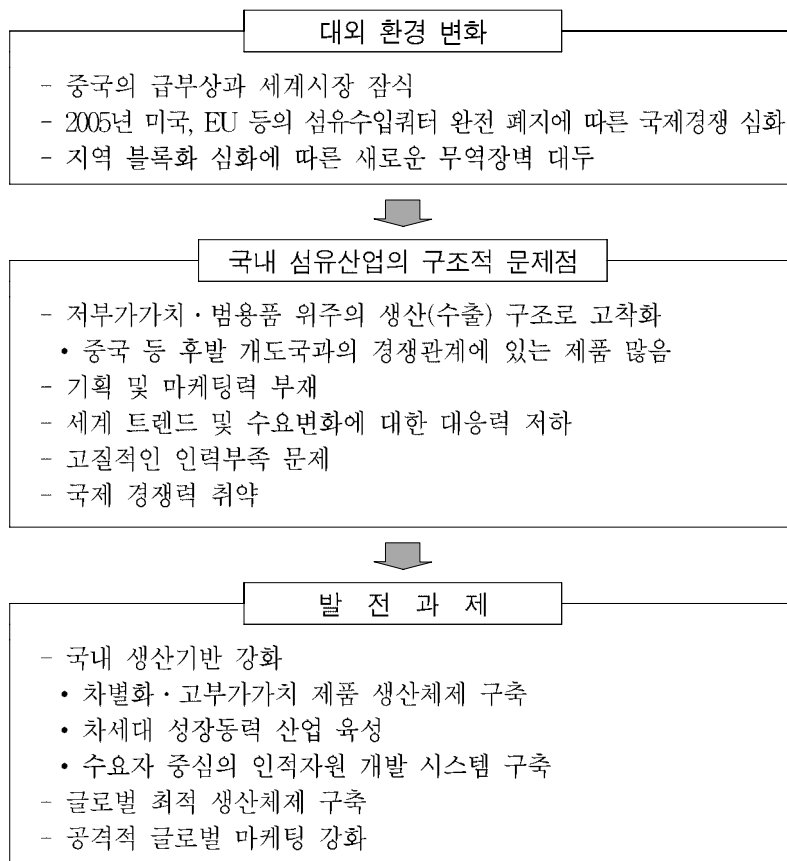 대외 환경 변화
- 중국의 급부상과 세계시장 잠식
- 2005년 미국, EU 등의 섬유수입쿼터 완전 폐지에 따른 국제경쟁 심화
- 지역 블록화 심화에 따른 새로운 무역장벽 대두
국내 섬유산업의 구조적 문제점
- 저부가가치·범용품 위주의 생산(수출) 구조로 고착화
• 중국 등 후발 개도국과의 경쟁관계에 있는 제품 많음
- 기획 및 마케팅력 부재
- 세계 트렌드 및 수요변화에 대한 대응력 저하
- 고질적인 인력부족 문제
- 국제 경쟁력 취약
발 전 과 제
- 국내 생산기반 강화
• 차별화·고부가가치 제품 생산체제 구축
• 차세대 성장동력 산업 육성
• 수요자 중심의 인적자원 개발 시스템 구축
- 글로벌 최적 생산체제 구축
- 공격적 글로벌 마케팅 강화